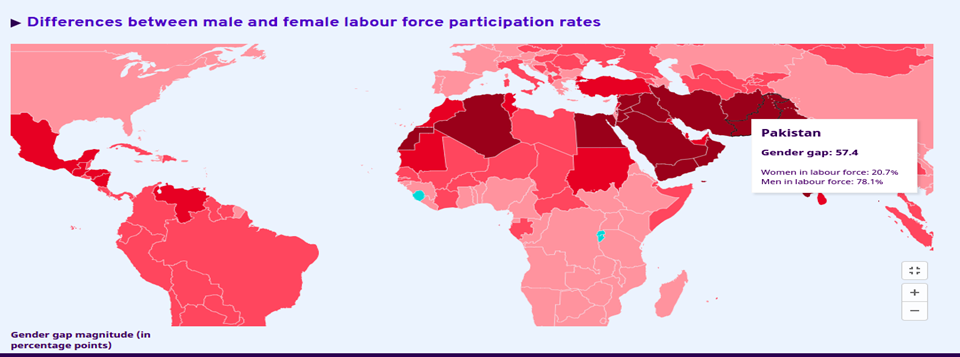 ► Differences between male and female labour force participation rates
Pakistan
Gender gap: 57.4
Women in labour force: 20.7%
Men in labour force: 78.1%
+
−
Gender gap magnitude (in
percentage points)